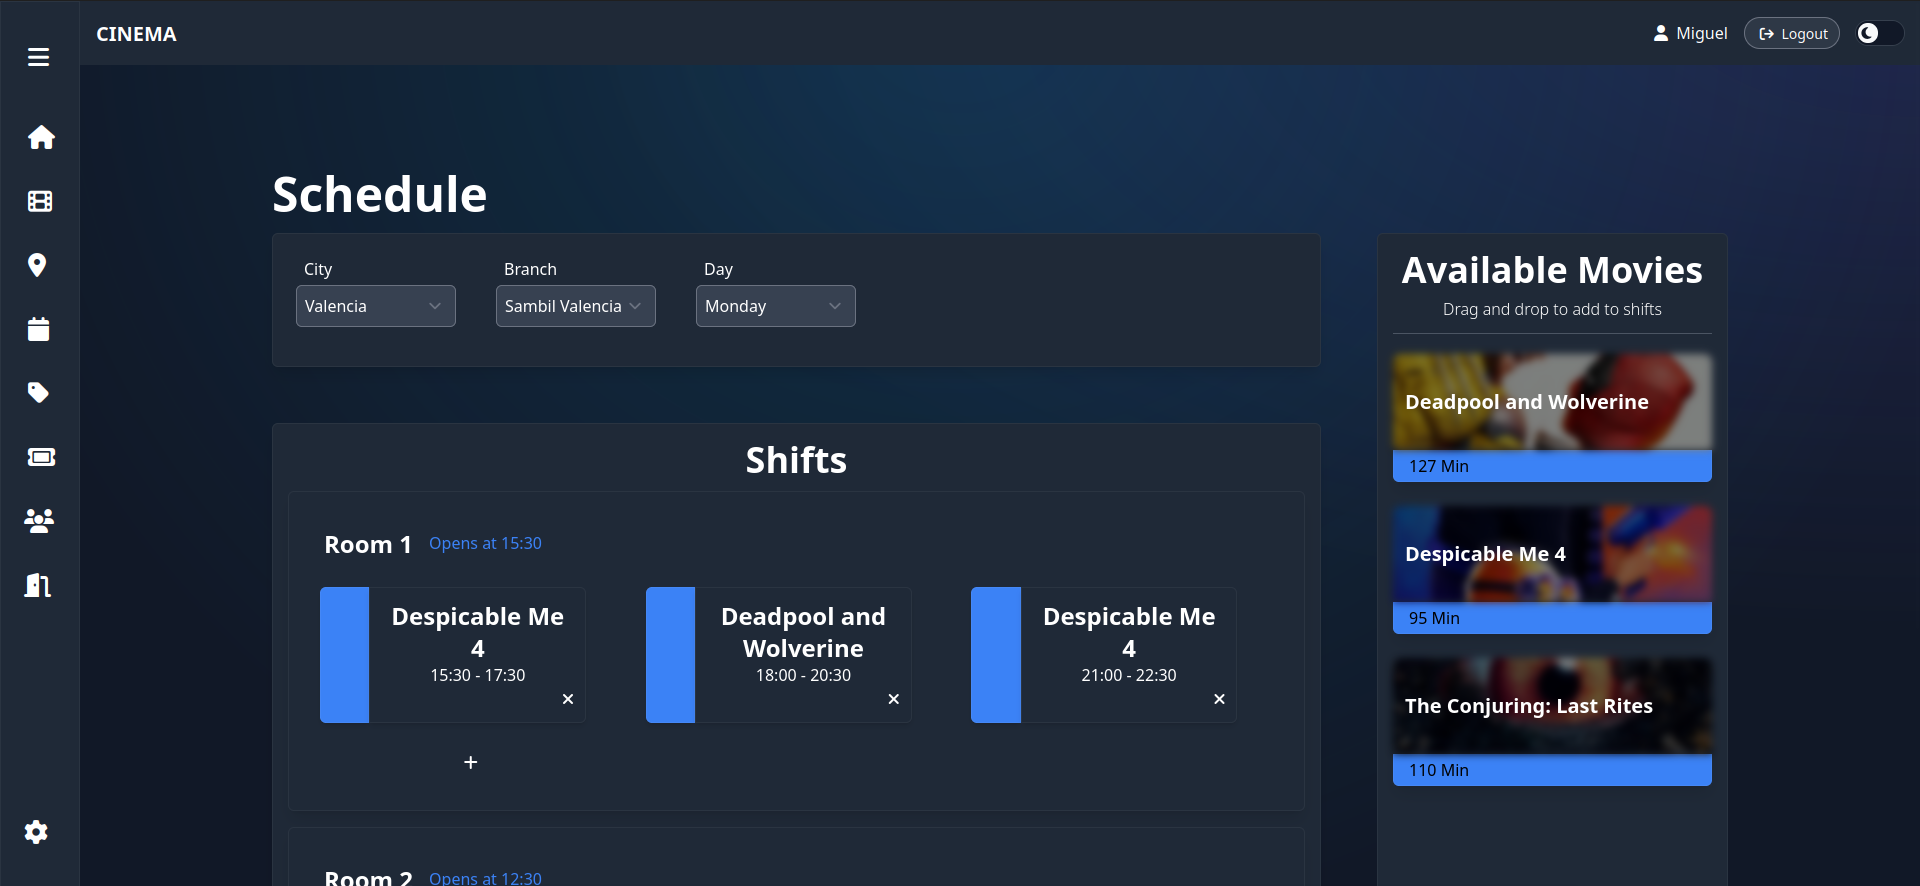 CINEMA
Miguel
Logout
Schedule
City
Branch
Day
Valencia
Sambil Valencia
Monday
Shifts
Room 1 Opens at 15:30
Despicable Me
4
15:30 - 17:30
Deadpool and
Wolverine
18:00 - 20:30
Despicable Me
4
21:00 - 22:30
Room 2 Opens at 12:30
Available Movies
Drag and drop to add to shifts
Deadpool and Wolverine
127 Min
Despicable Me 4
95 Min
The Conjuring: Last Rites
110 Min